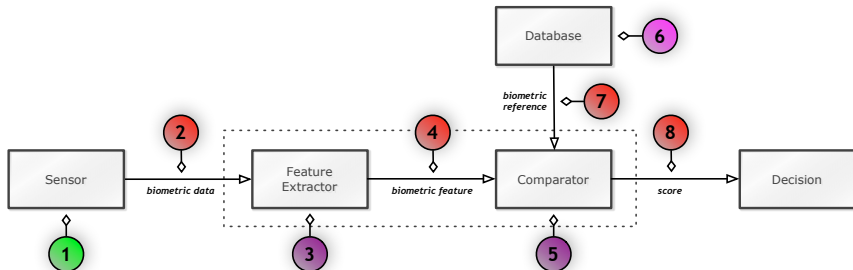 Database
6
biometric
reference
7
2
4
8
Sensor
biometric data
Feature
Extractor
biometric feature
Comparator
score
Decision
1
3
5